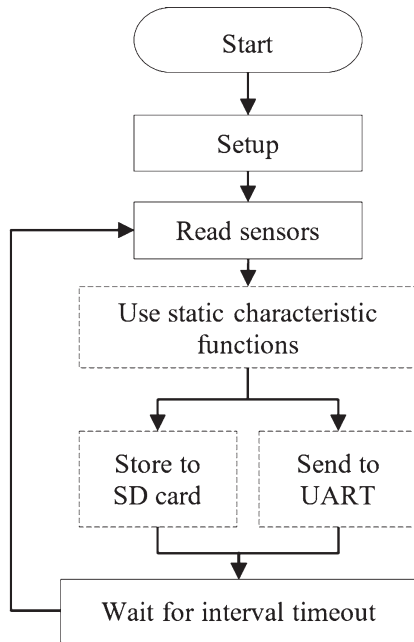 Start
Setup
Read sensors
Use static characteristic
functions
Store to
SD card
Send to
UART
Wait for interval timeout